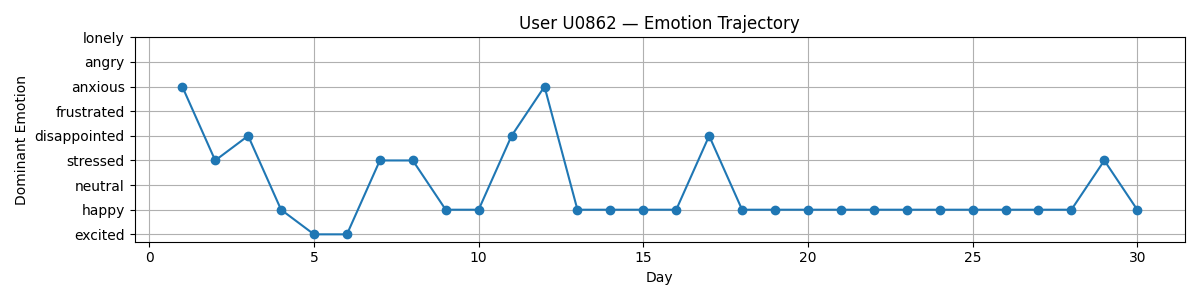 User U0862 — Emotion Trajectory
Dominant Emotion
lonely
angry
anxious
frustrated
disappointed
stressed
neutral
happy
excited
0 5 10 15 20 25 30
Day